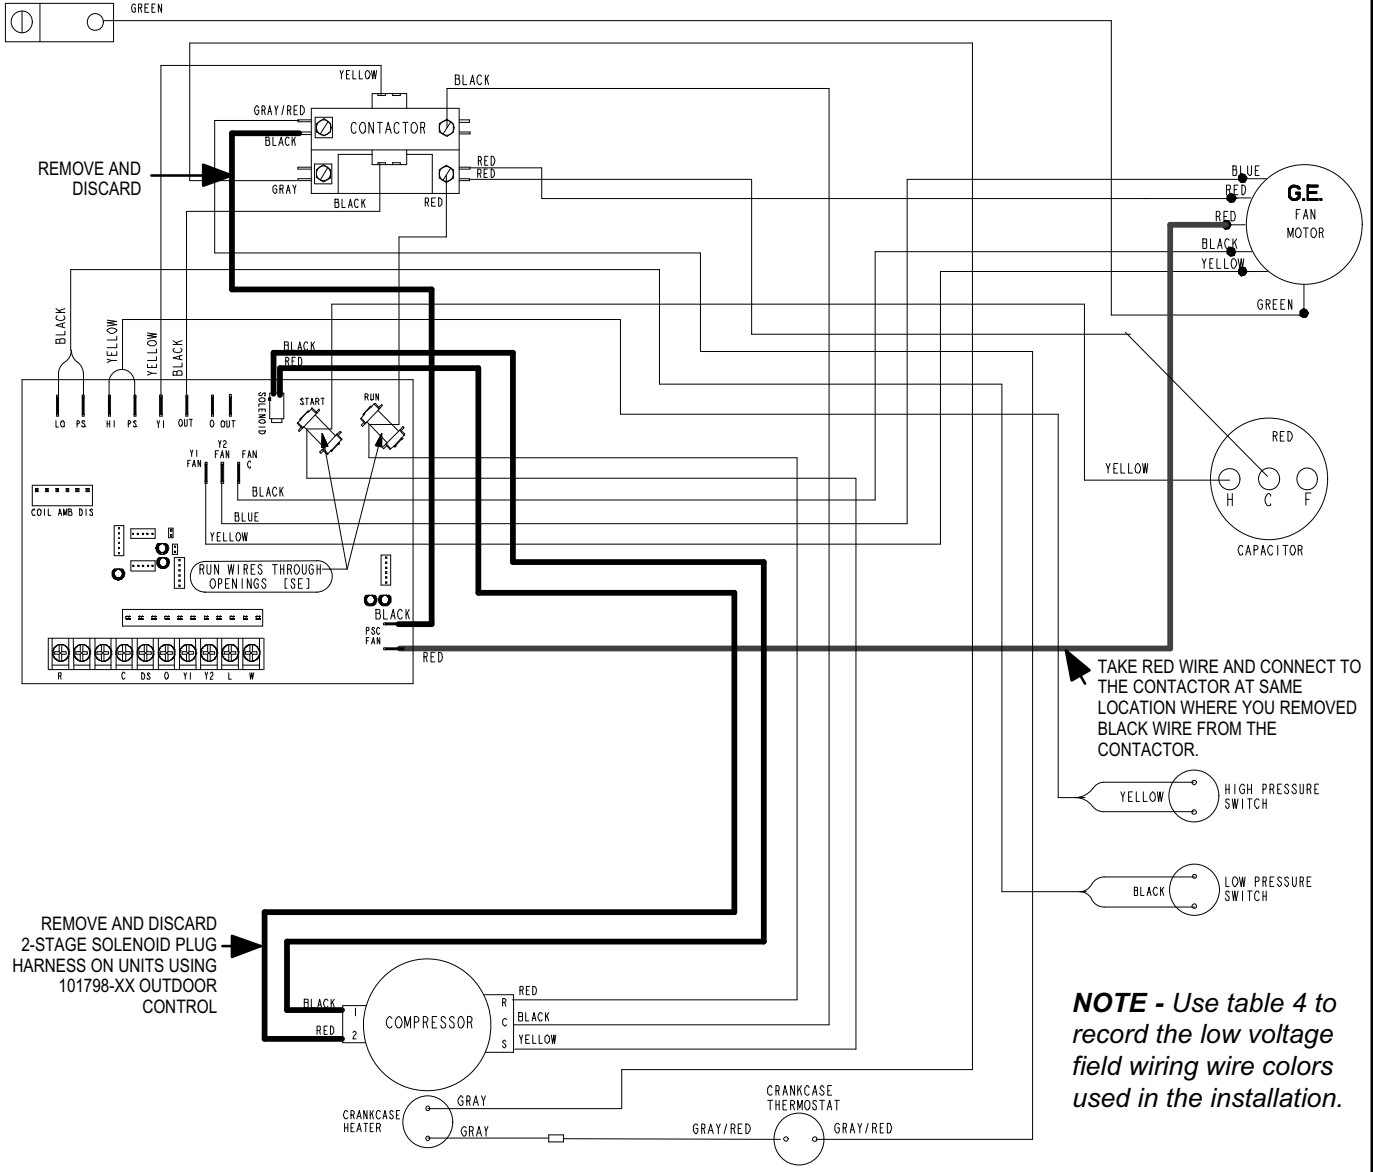 GREEN
YELLOW
BLACK
GRAY/RED
CONTACTOR
BLACK
REMOVE AND
DISCARD
GRAY
RED
RED
BLACK
RED
BLUE
RED
RED
BLACK
YELLOW
G.E.
FAN
MOTOR
GREEN
BLACK
YELLOW
YELLOW
BLACK
BLACK
RED
SOLENOID
START
RUN
LO PS HI PS Y1 OUT O OUT
Y1
FAN
Y2
FAN
FAN
C
BLACK
BLUE
YELLOW
COIL AMB DIS
RUN WIRES THROUGH
OPENINGS [SE]
BLACK
PSC
FAN
RED
R C DS O Y1 Y2 L W
RED
YELLOW
H C F
CAPACITOR
TAKE RED WIRE AND CONNECT TO
THE CONTACTOR AT SAME
LOCATION WHERE YOU REMOVED
BLACK WIRE FROM THE
CONTACTOR.
YELLOW
HIGH PRESSURE
SWITCH
BLACK
LOW PRESSURE
SWITCH
REMOVE AND DISCARD
2-STAGE SOLENOID PLUG
HARNESS ON UNITS USING
101798-XX OUTDOOR
CONTROL
BLACK
RED
1
2
COMPRESSOR
R
C
S
RED
BLACK
YELLOW
NOTE - Use table 4 to
record the low voltage
field wiring wire colors
used in the installation.
CRANKCASE
HEATER
GRAY
GRAY
CRANKCASE
THERMOSTAT
GRAY/RED
GRAY/RED